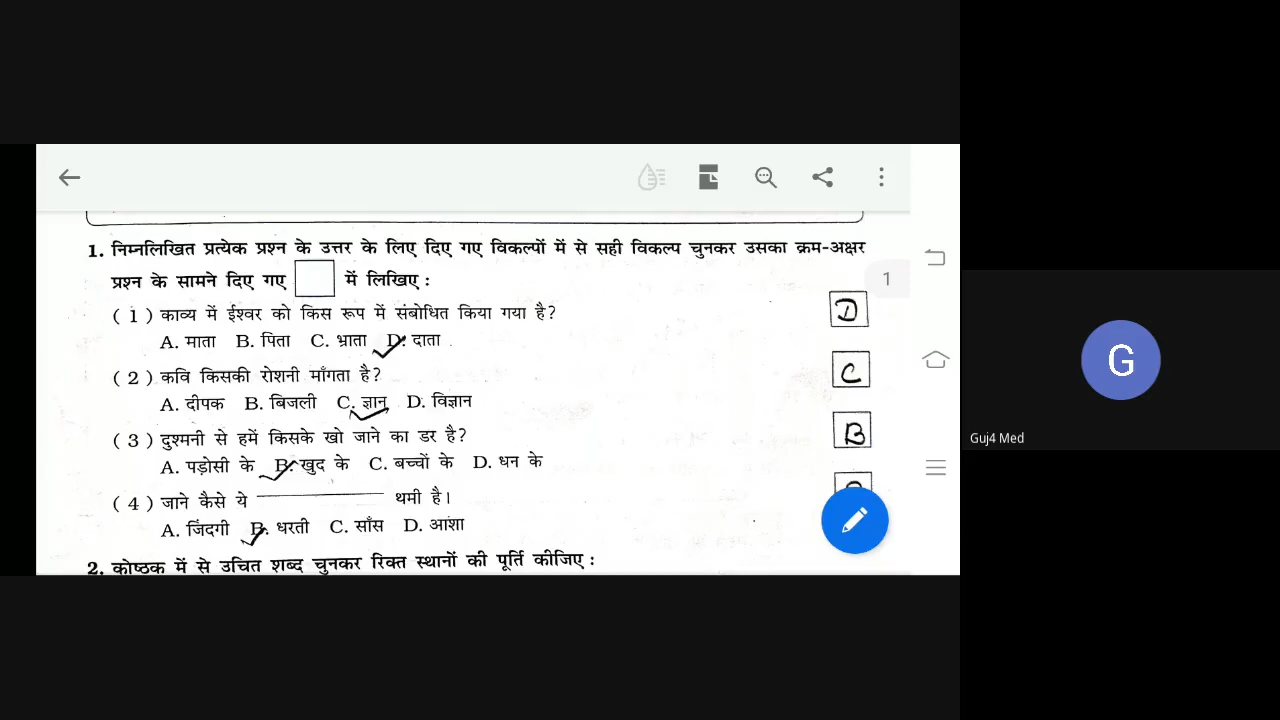 1
1. निम्नलिखित प्रत्येक प्रश्न के उत्तर के लिए दिए गए विकल्पों में से सही विकल्प चुनकर उसका क्रम-अक्षर
प्रश्न के सामने दिए गए में लिखिए :
( 1 ) काव्य में ईश्वर को किस रूप में संबोधित किया गया है? D
A. माता B. पिता C. भ्राता D. दाता
( 2 ) कवि किसकी रोशनी माँगता है? C
A. दीपक B. बिजली C. ज्ञान D. विज्ञान
( 3 ) दुश्मनी से हमें किसके खो जाने का डर है? B
A. पड़ोसी के B. खुद के C. बच्चों के D. धन के
( 4 ) जाने कैसे ये ________ थमी है।
A. जिंदगी B. धरती C. साँस D. आशा
2. कोष्ठक में से उचित शब्द चुनकर रिक्त स्थानों की पूर्ति कीजिए :
G
Guj4 Med